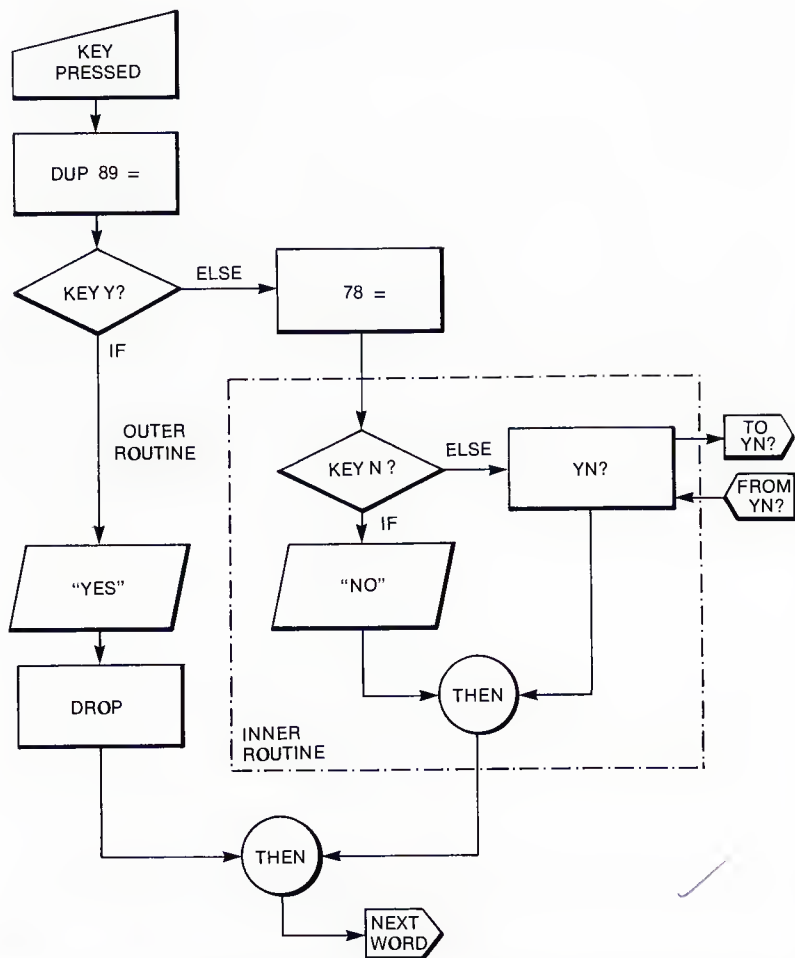 KEY
PRESSED
DUP 89 =
KEY Y?
ELSE
78 =
IF
OUTER
ROUTINE
KEY N ?
ELSE
YN?
TO
YN?
FROM
YN?
IF
"YES"
"NO"
DROP
THEN
INNER
ROUTINE
THEN
NEXT
WORD